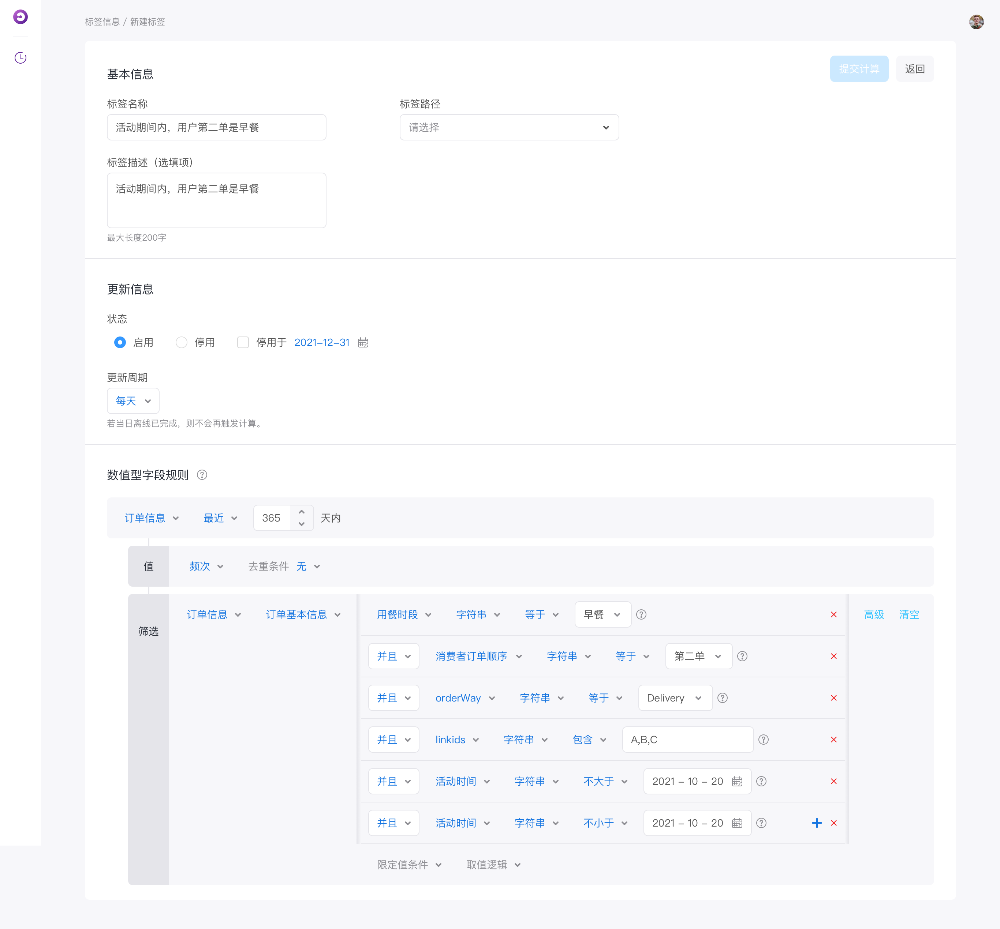 标签信息 / 新建标签
基本信息
提交计算 返回
标签名称 标签路径
活动期间内，用户第二单是早餐 请选择
标签描述（选填项）
活动期间内，用户第二单是早餐
最大长度200字
更新信息
状态
启用 停用 停用于 2021-12-31
更新周期
每天
若当日离线已完成，则不会再触发计算。
数值型字段规则 ?
订单信息 最近 365 天内
值 频次 去重条件 无
筛选
订单信息 订单基本信息 用餐时段 字符串 等于 早餐 ? 高级 清空
并且 消费者订单顺序 字符串 等于 第二单 ?
并且 orderWay 字符串 等于 Delivery ?
并且 linkids 字符串 包含 A,B,C ?
并且 活动时间 字符串 不大于 2021 - 10 - 20 ?
并且 活动时间 字符串 不小于 2021 - 10 - 20 ?
限定值条件 取值逻辑